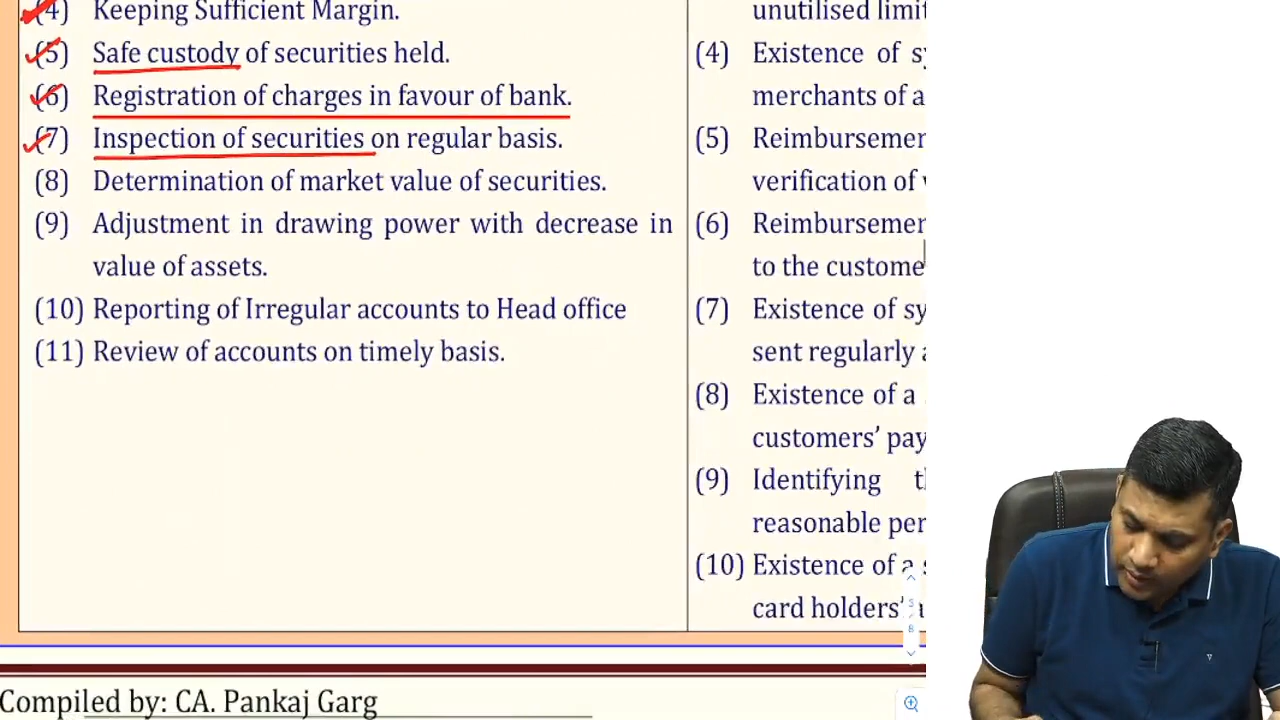 (4) Keeping Sufficient Margin.
(5) Safe custody of securities held.
(6) Registration of charges in favour of bank.
(7) Inspection of securities on regular basis.
(8) Determination of market value of securities.
(9) Adjustment in drawing power with decrease in
value of assets.
(10) Reporting of Irregular accounts to Head office
(11) Review of accounts on timely basis.
unutilised limit
(4) Existence of
merchants of a
(5)
verification of
(6)
to the custome
(7) Existence of
sent regularly
(8) Existence of a
customers' pay
(9) Identifying
reasonable per
(10) Existence of a
card holders'
Compiled by: CA. Pankaj Garg